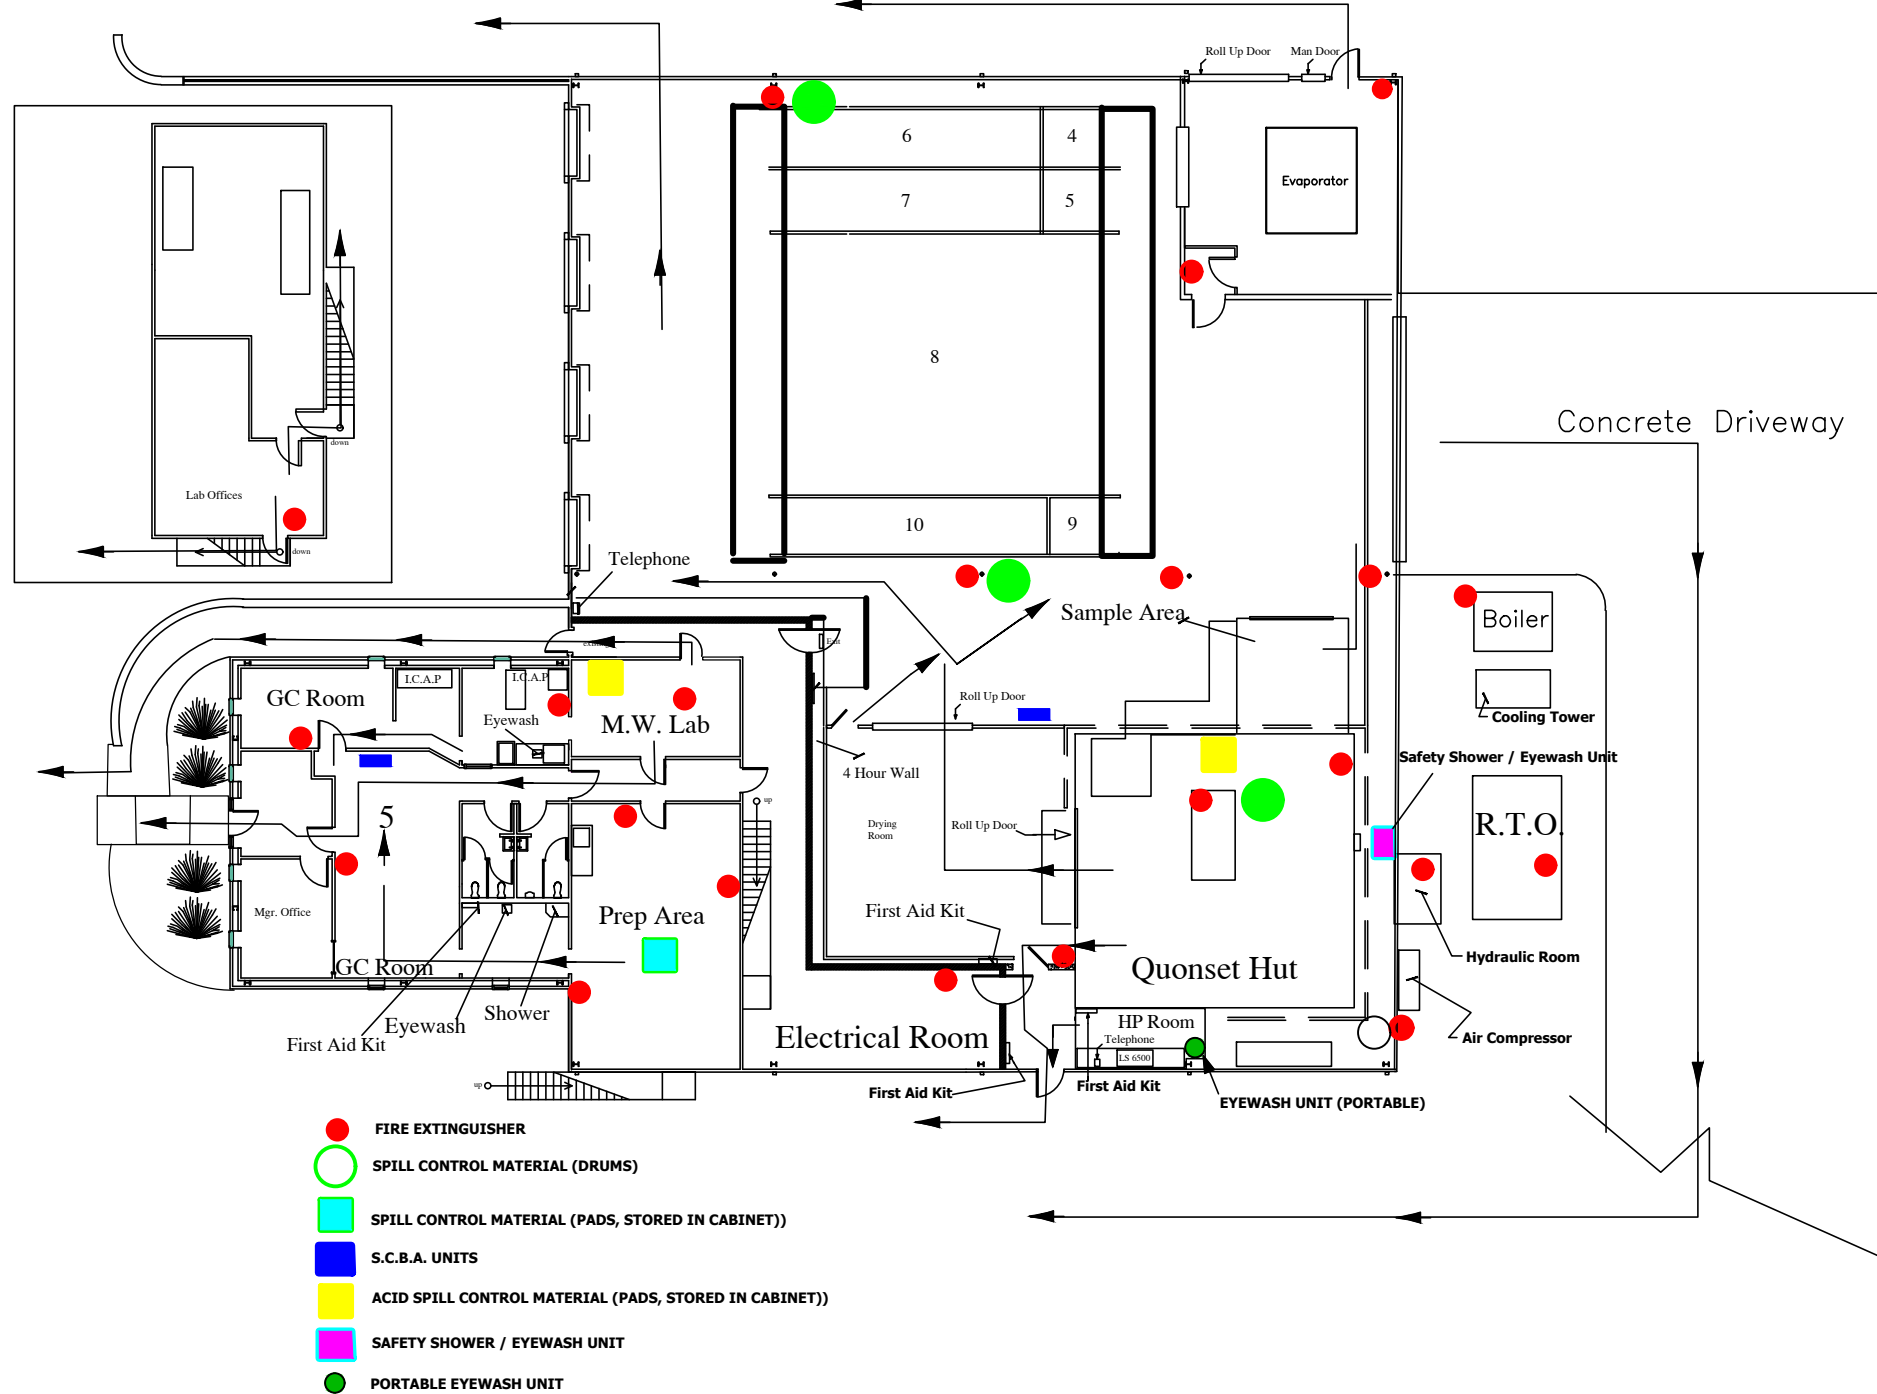 Roll Up Door
Man Door
6
4
7
5
Evaporator
8
Concrete Driveway
Lab Offices
down
down
10
9
Telephone
Sample Area
Boiler
Exit
GC Room
I.C.A.P
I.C.A.P
Eyewash
M.W. Lab
Roll Up Door
Cooling Tower
4 Hour Wall
Safety Shower / Eyewash Unit
up
5
Drying
Room
Roll Up Door
R.T.O.
Mgr. Office
Prep Area
First Aid Kit
GC Room
Quonset Hut
Hydraulic Room
Shower
Eyewash
First Aid Kit
Electrical Room
HP Room
Telephone
LS 6500
Air Compressor
up
First Aid Kit
First Aid Kit
EYEWASH UNIT (PORTABLE)
FIRE EXTINGUISHER
SPILL CONTROL MATERIAL (DRUMS)
SPILL CONTROL MATERIAL (PADS, STORED IN CABINET))
S.C.B.A. UNITS
ACID SPILL CONTROL MATERIAL (PADS, STORED IN CABINET))
SAFETY SHOWER / EYEWASH UNIT
PORTABLE EYEWASH UNIT